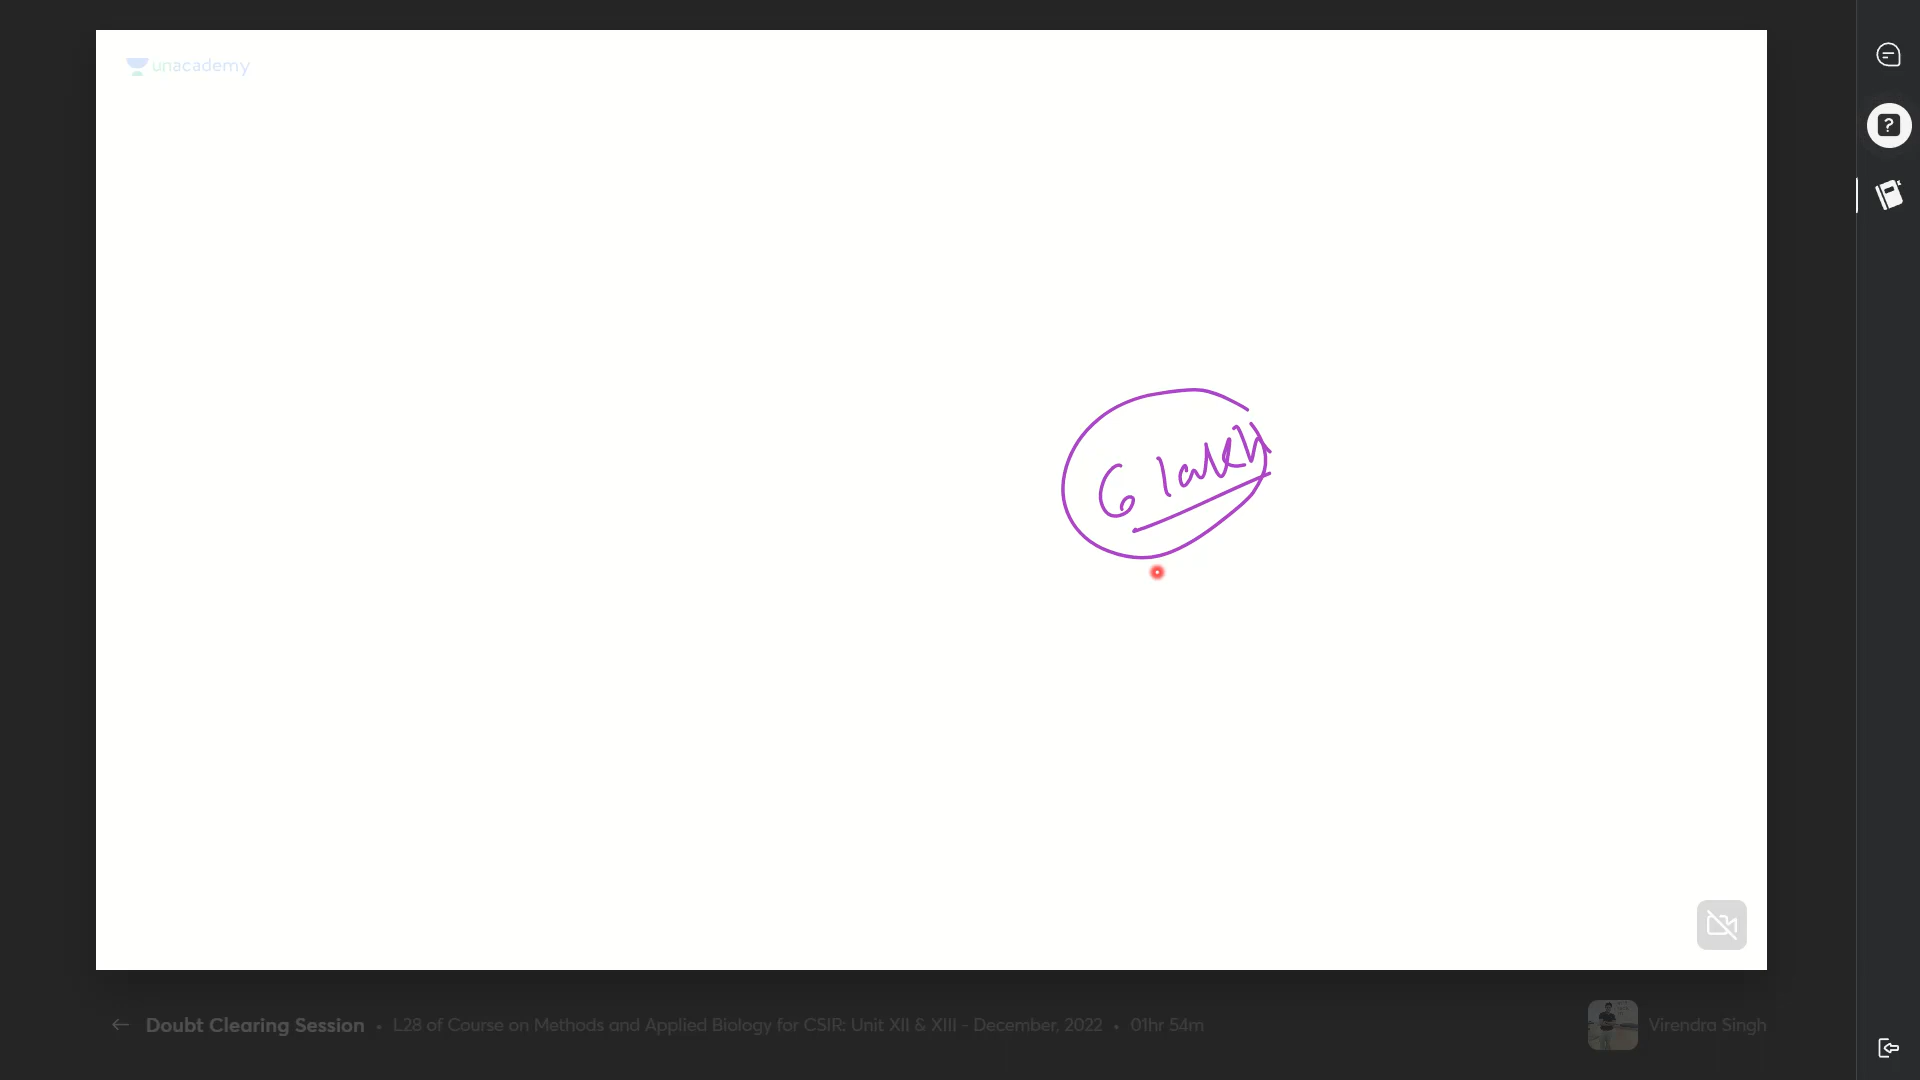 unacademy
6 lakh
Doubt Clearing Session • L28 of Course on Methods and Applied Biology for CSIR: Unit XII & XIII - December, 2022 • 01hr 54m
Virendra Singh